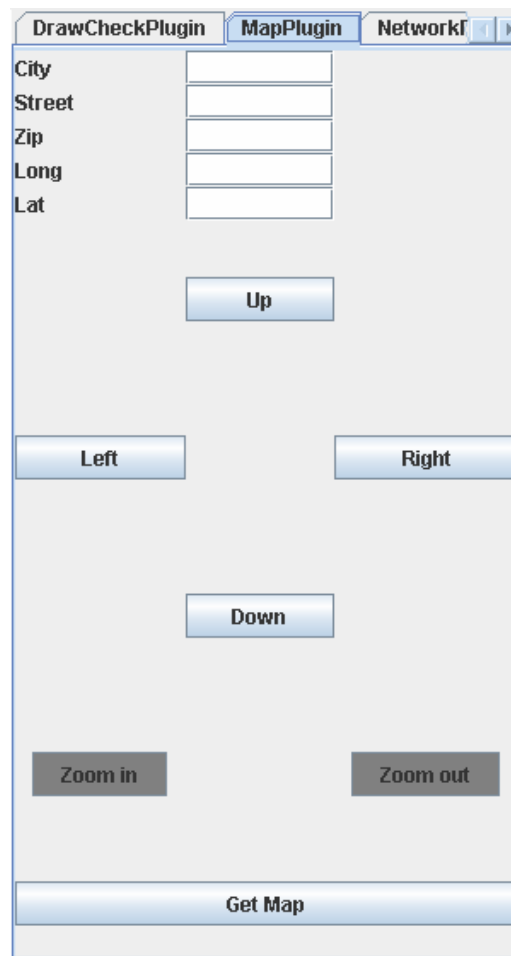 DrawCheckPlugin MapPlugin
City
Street
Zip
Long
Lat
Up
Left Right
Down
Zoom in Zoom out
Get Map